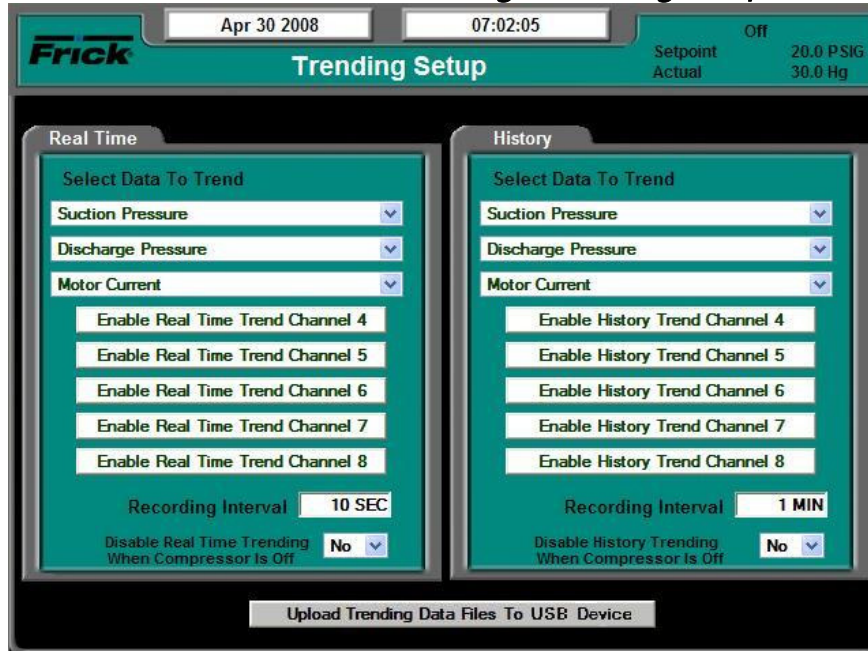 Apr 30 2008
07:02:05
Off
Frick
Trending Setup
Setpoint 20.0 PSIG
Actual 30.0 Hg
Real Time
Select Data To Trend
Suction Pressure
Discharge Pressure
Motor Current
Enable Real Time Trend Channel 4
Enable Real Time Trend Channel 5
Enable Real Time Trend Channel 6
Enable Real Time Trend Channel 7
Enable Real Time Trend Channel 8
Recording Interval 10 SEC
Disable Real Time Trending
When Compressor Is Off
No
History
Select Data To Trend
Suction Pressure
Discharge Pressure
Motor Current
Enable History Trend Channel 4
Enable History Trend Channel 5
Enable History Trend Channel 6
Enable History Trend Channel 7
Enable History Trend Channel 8
Recording Interval 1 MIN
Disable History Trending
When Compressor Is Off
No
Upload Trending Data Files To USB Device